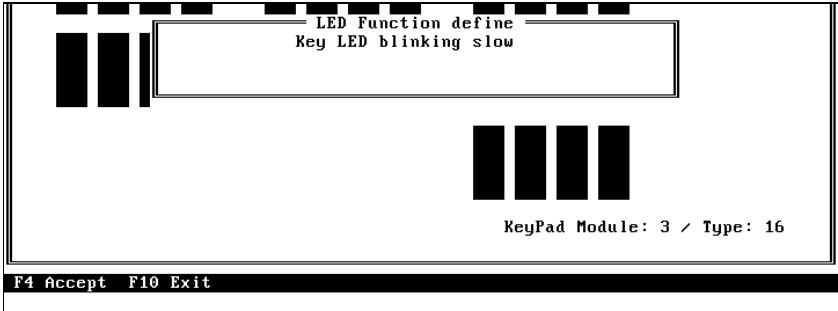 LED Function define
Key LED blinking slow
KeyPad Module: 3 / Type: 16
F4 Accept  F10 Exit